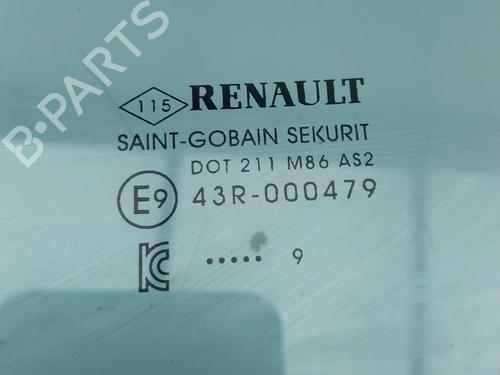 B-PARTS
115 RENAULT
SAINT-GOBAIN SEKURIT
DOT 211 M86 AS2
E9 43R-000479
KC ..... 9